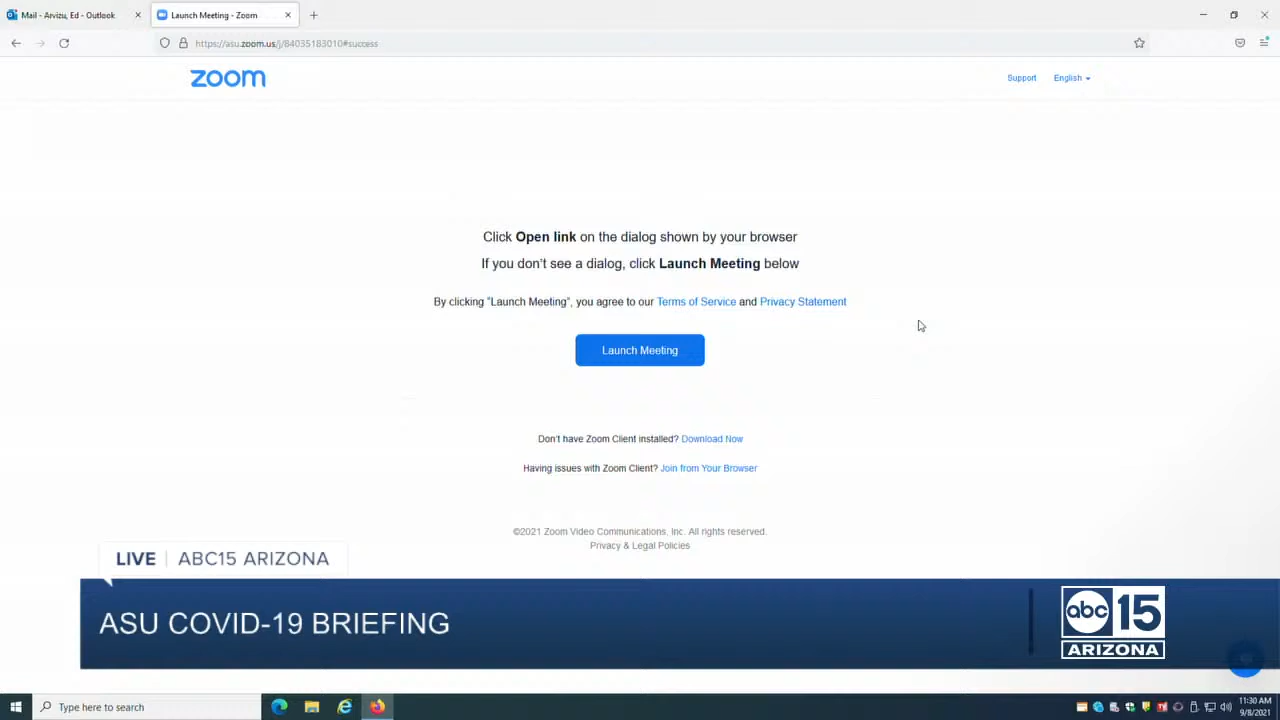 Mail - Arvizu, Ed - Outlook
Launch Meeting - Zoom
https://asu.zoom.us/j/84035183010#success
zoom
Support
English
Click Open link on the dialog shown by your browser
If you don't see a dialog, click Launch Meeting below
By clicking "Launch Meeting", you agree to our Terms of Service and Privacy Statement
Launch Meeting
Don't have Zoom Client installed? Download Now
Having issues with Zoom Client? Join from Your Browser
©2021 Zoom Video Communications, Inc. All rights reserved.
Privacy & Legal Policies
LIVE | ABC15 ARIZONA
ASU COVID-19 BRIEFING
abc 15
ARIZONA
Type here to search
11:30 AM
9/8/2021